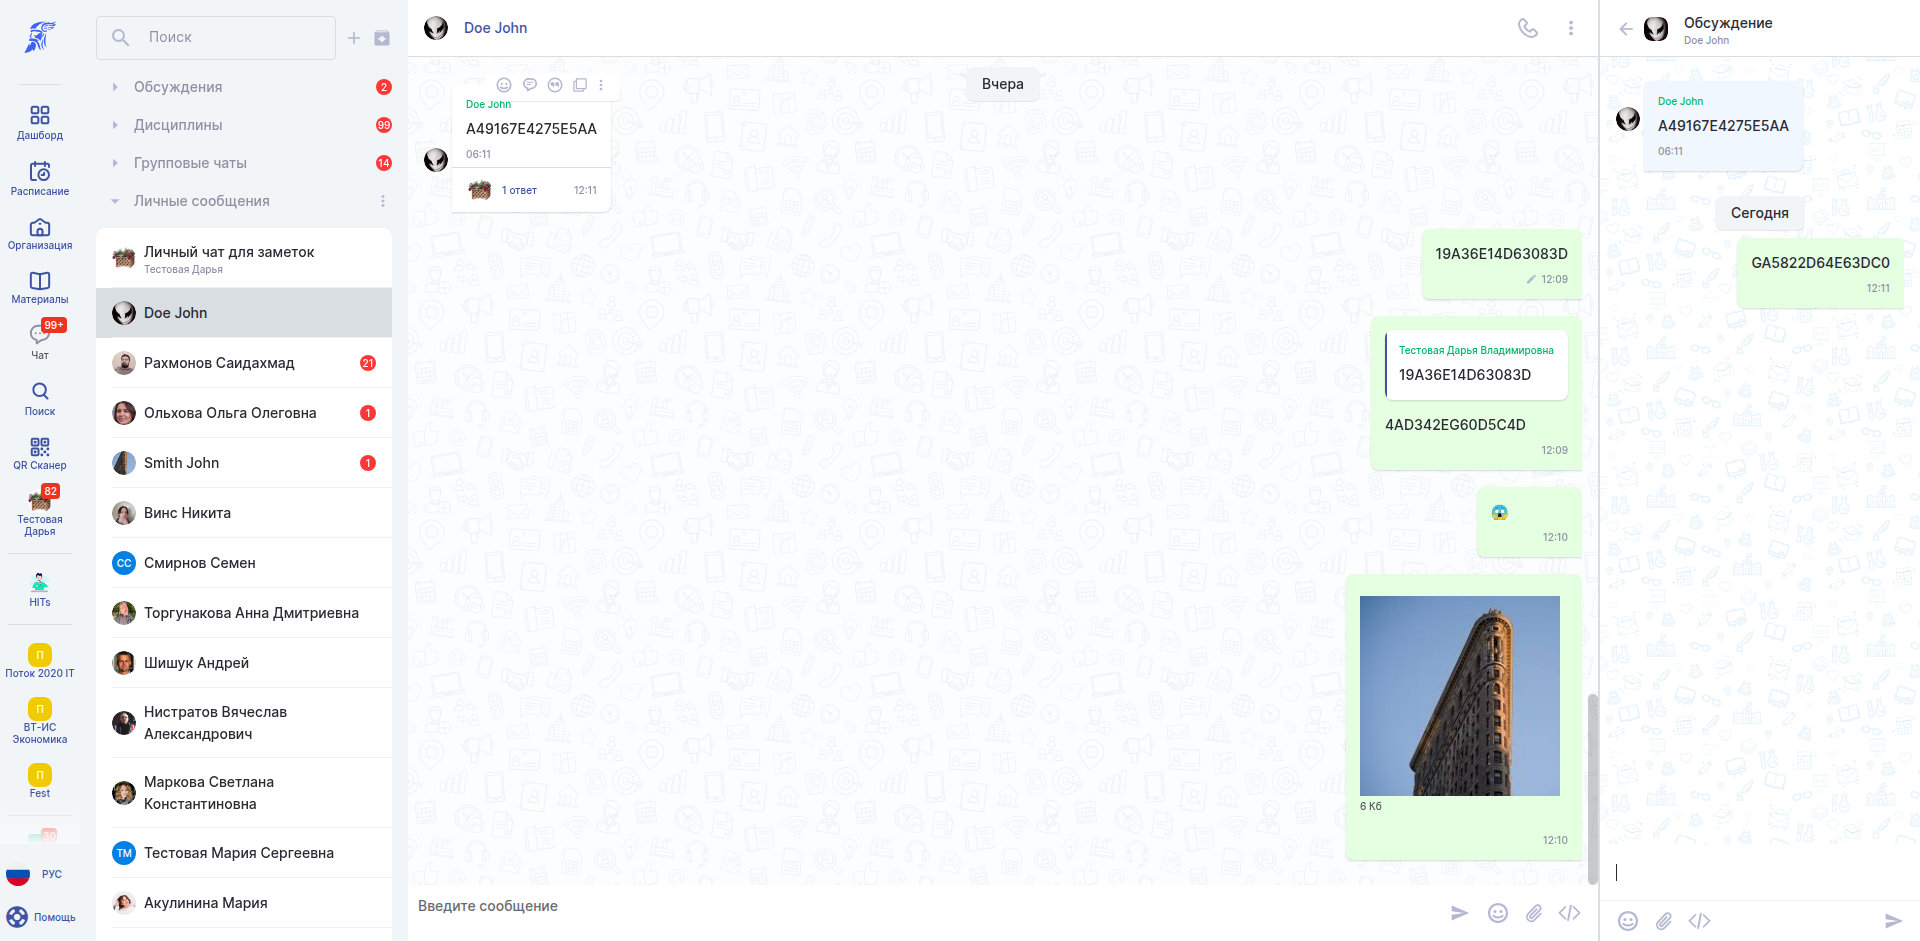 Дашборд
Расписание
Организация
Материалы
99+
Чат
Поиск
QR Сканер
82
Тестовая
Дарья
HITs
П
Поток 2020 IT
П
ВТ-ИС
Экономика
П
Fest
30
РУС
Помощь
Поиск
Обсуждения
2
Дисциплины
99
Групповые чаты
14
Личные сообщения
Личный чат для заметок
Тестовая Дарья
Doe John
Рахмонов Саидахмад
21
Ольхова Ольга Олеговна
1
Smith John
1
Винс Никита
СС
Смирнов Семен
Торгунакова Анна Дмитриевна
Шишук Андрей
Нистратов Вячеслав
Александрович
Маркова Светлана
Константиновна
ТМ
Тестовая Мария Сергеевна
Акулинина Мария
Doe John
Вчера
Doe John
A49167E4275E5AA
06:11
1 ответ
12:11
19A36E14D63083D
12:09
Тестовая Дарья Владимировна
19A36E14D63083D
4AD342EG60D5C4D
12:09
12:10
6 Кб
12:10
Введите сообщение
Обсуждение
Doe John
Doe John
A49167E4275E5AA
06:11
Сегодня
GA5822D64E63DC0
12:11